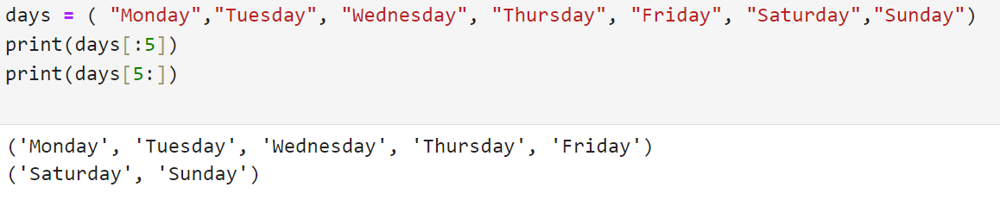 days = ( "Monday","Tuesday", "Wednesday", "Thursday", "Friday", "Saturday","Sunday")
print(days[:5])
print(days[5:])
('Monday', 'Tuesday', 'Wednesday', 'Thursday', 'Friday')
('Saturday', 'Sunday')